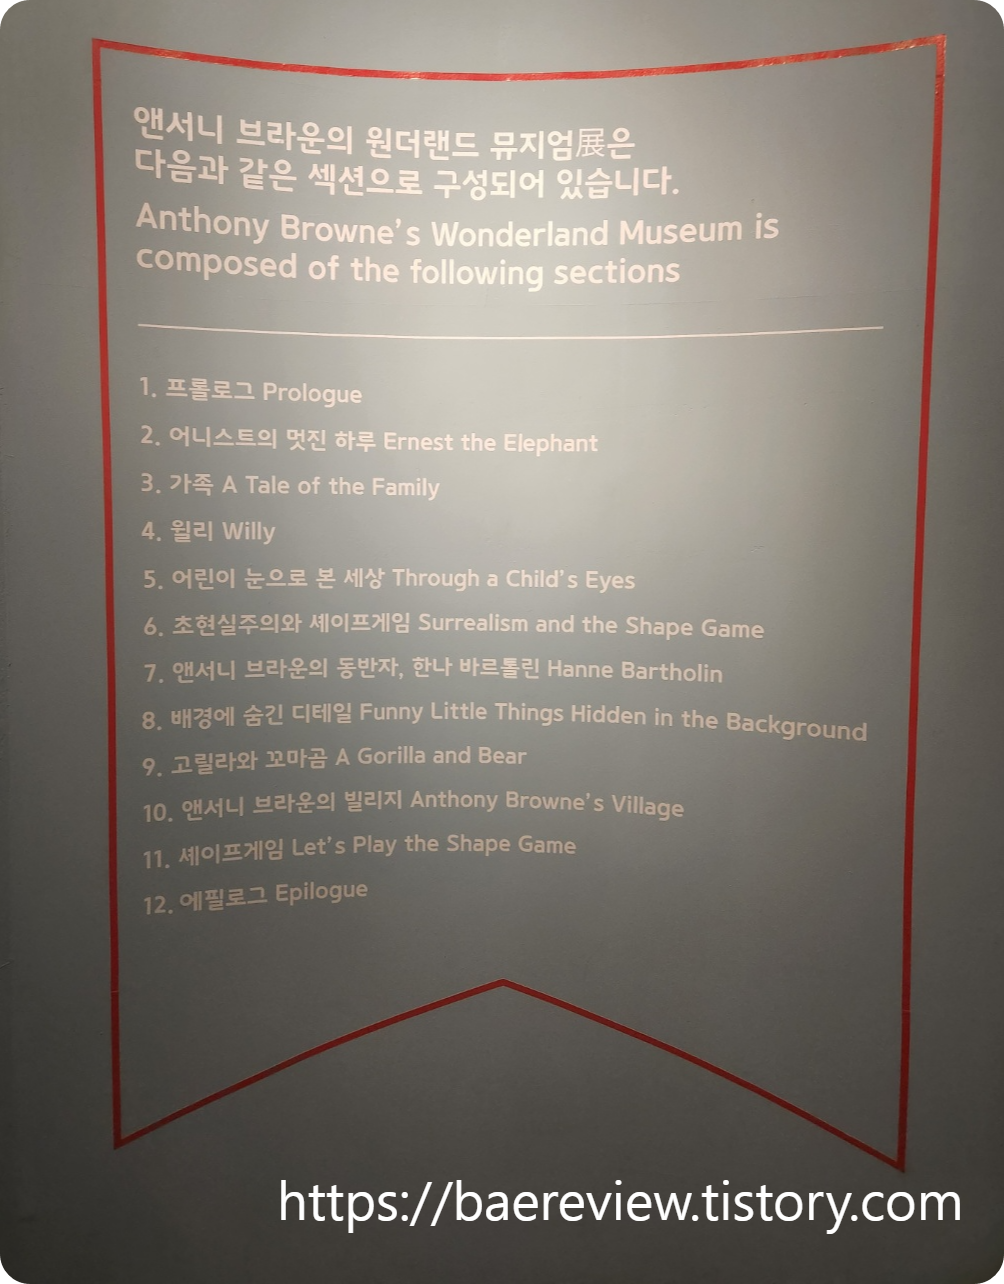 앤서니 브라운의 원더랜드 뮤지엄展은
다음과 같은 섹션으로 구성되어 있습니다.
Anthony Browne’s Wonderland Museum is
composed of the following sections
1. 프롤로그 Prologue
2. 어니스트의 멋진 하루 Ernest the Elephant
3. 가족 A Tale of the Family
4. 윌리 Willy
5. 어린이 눈으로 본 세상 Through a Child’s Eyes
6. 초현실주의와 셰이프게임 Surrealism and the Shape Game
7. 앤서니 브라운의 동반자, 한나 바르톨린 Hanne Bartholin
8. 배경에 숨긴 디테일 Funny Little Things Hidden in the Background
9. 고릴라와 꼬마곰 A Gorilla and Bear
10. 앤서니 브라운의 빌리지 Anthony Browne’s Village
11. 셰이프게임 Let’s Play the Shape Game
12. 에필로그 Epilogue
https://baereview.tistory.com